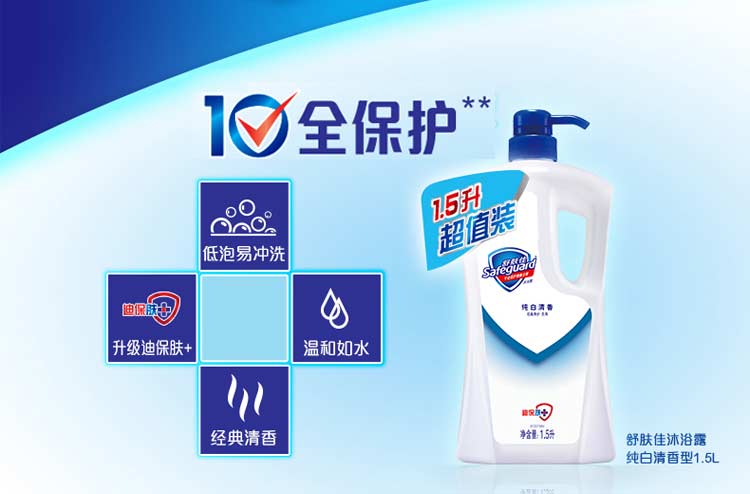 10全保护**
低泡易冲洗
迪保肤+
升级迪保肤+
温和如水
经典清香
1.5升
超值装
舒肤佳
Safeguard
纯白清香
迪保肤+
净含量:1.5升
舒肤佳沐浴露
纯白清香型1.5L